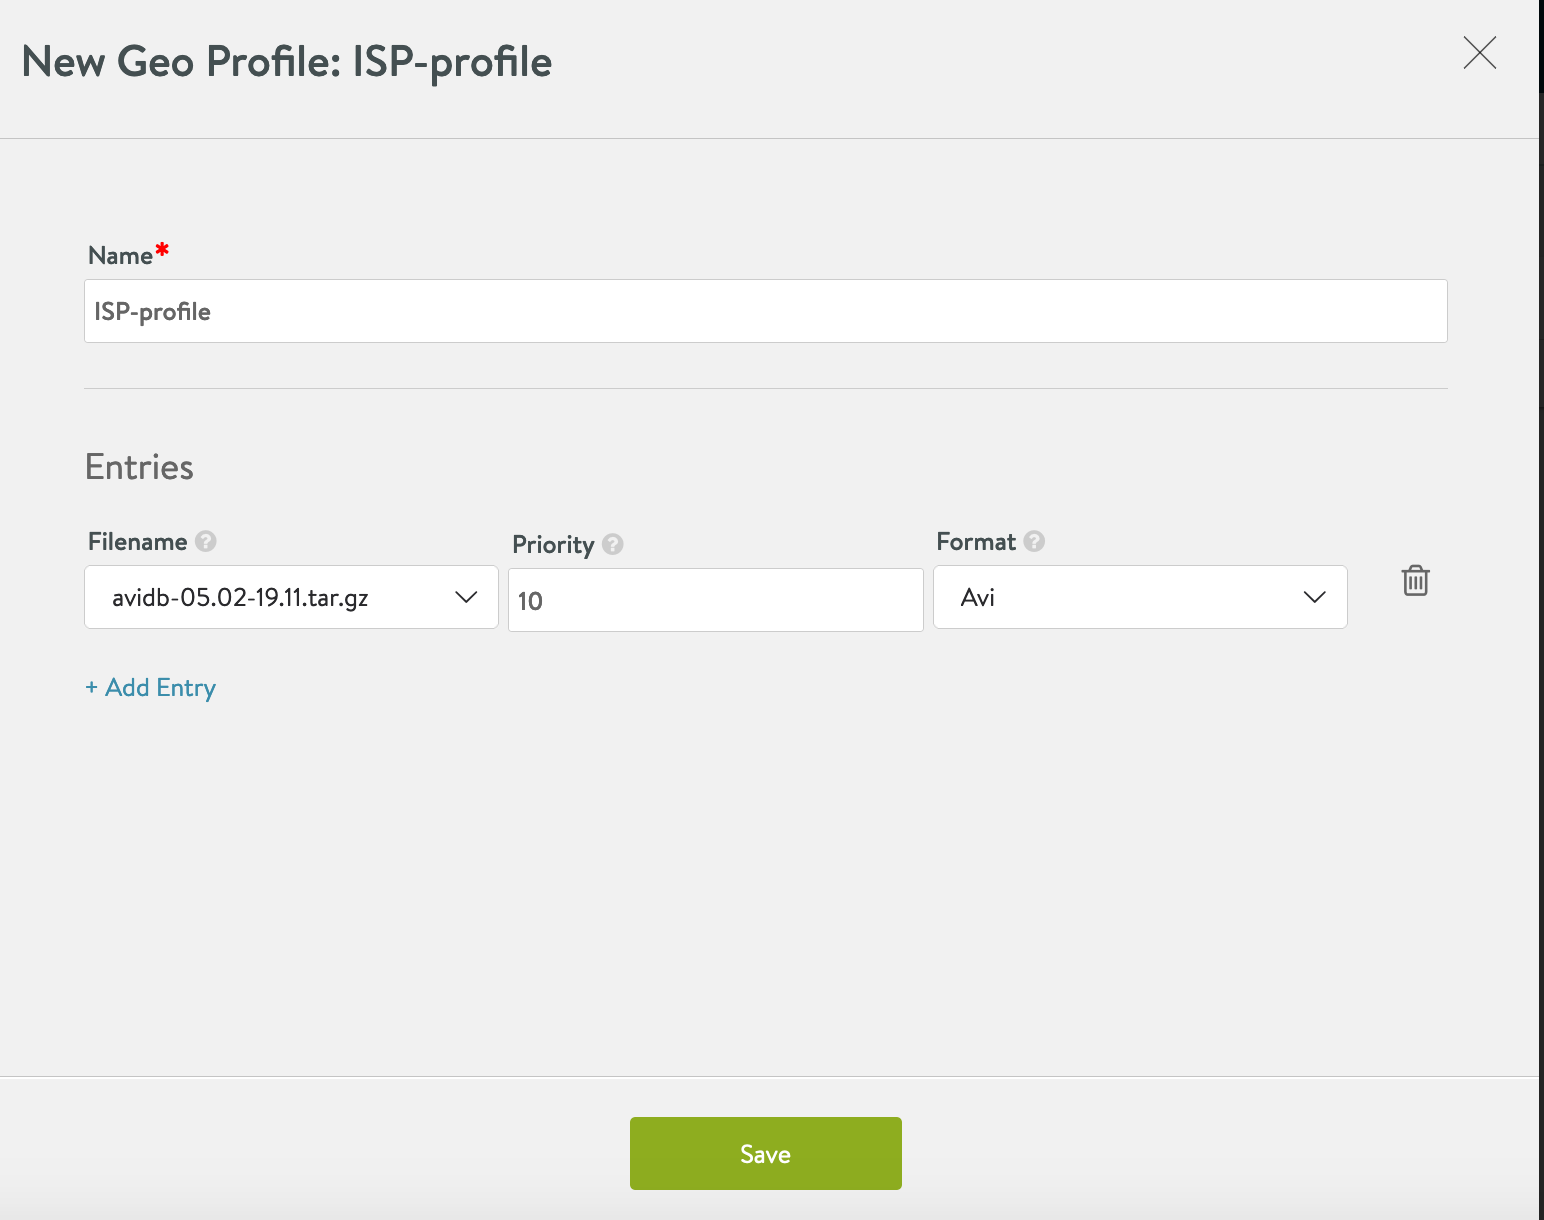 New Geo Profile: ISP-profile
Name*
ISP-profile
Entries
Filename ? Priority ? Format ?
avidb-05.02-19.11.tar.gz 10 Avi
+ Add Entry
Save